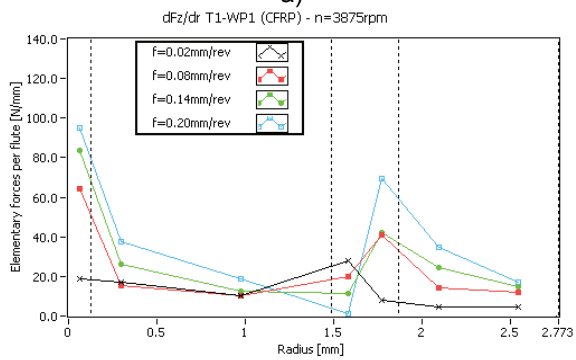 a)
dFz/dr T1-WP1 (CFRP) - n=3875rpm
Elementary forces per flute [N/mm]
140.0
120.0
100.0
80.0
60.0
40.0
20.0
0.0
f=0.02mm/rev
f=0.08mm/rev
f=0.14mm/rev
f=0.20mm/rev
0 0.5 1 1.5 2 2.5 2.773
Radius [mm]